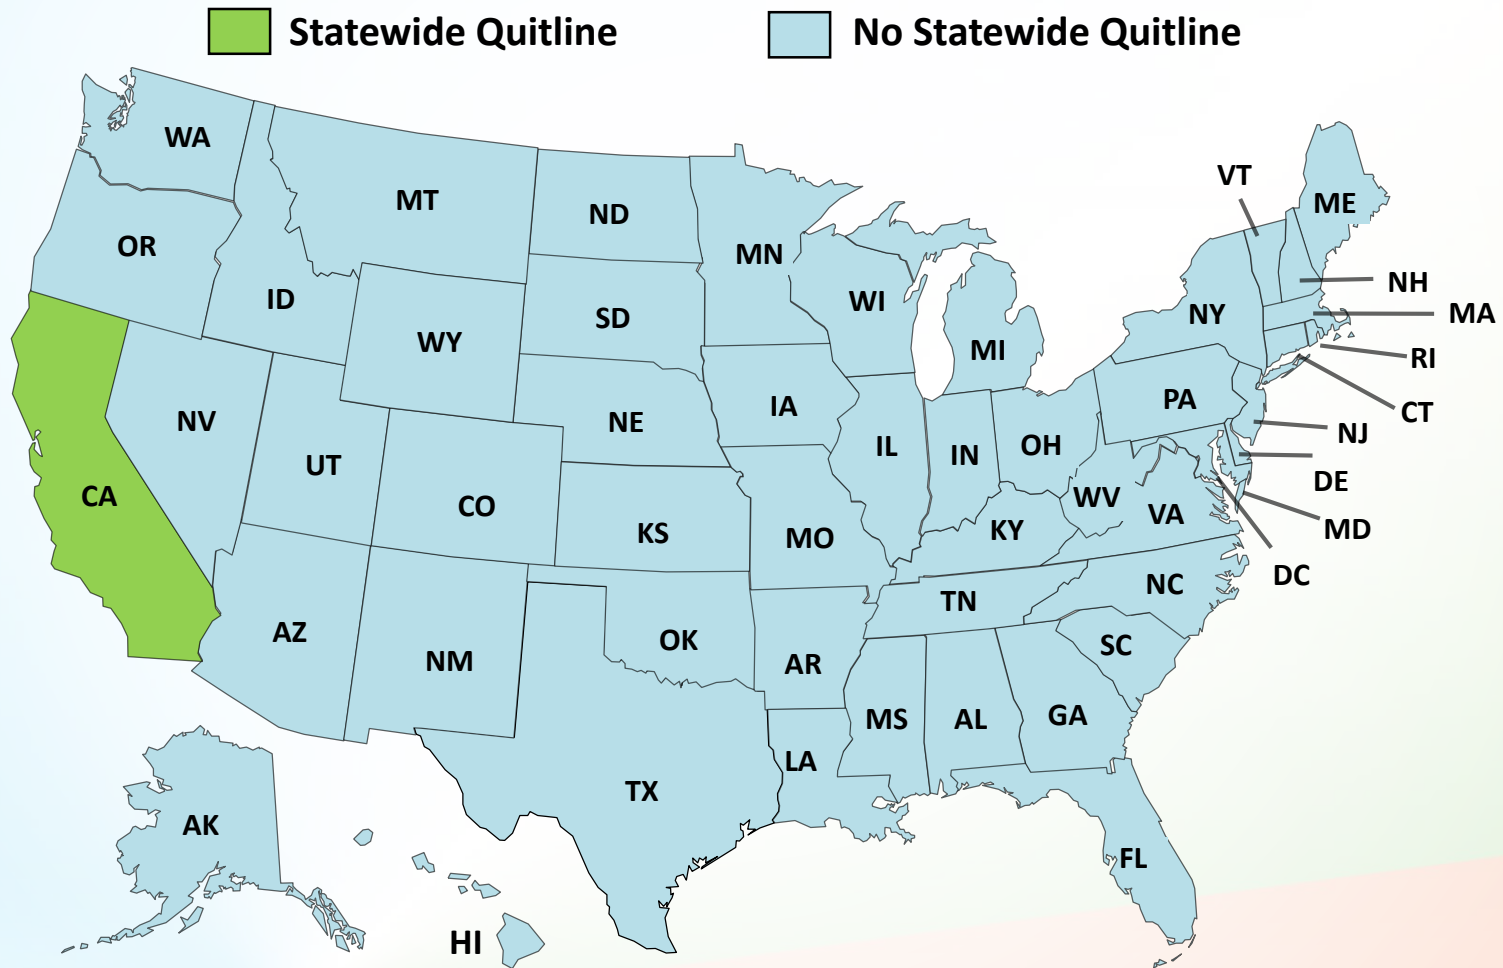 Statewide Quitline
No Statewide Quitline
WA
MT
ND
MN
OR
ID
WY
SD
WI
MI
VT
ME
NH
NY
MA
RI
CT
PA
NJ
DE
MD
DC
NV
UT
CO
NE
IA
IL
IN
OH
WV
VA
CA
KS
MO
KY
AZ
NM
OK
AR
TN
NC
SC
MS
AL
GA
LA
TX
FL
AK
HI